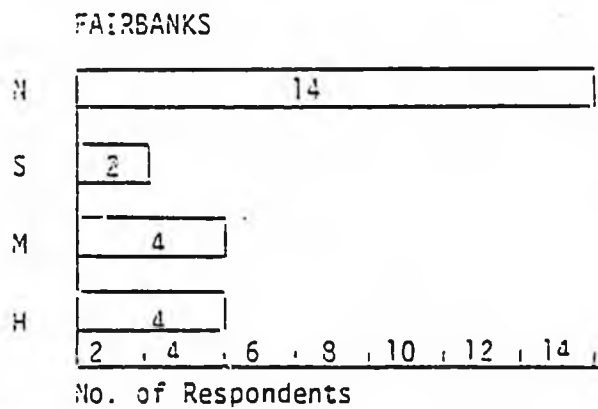 FAIRBANKS
N 14
S 2
M 4
H 4
2 4 6 8 10 12 14
No. of Respondents